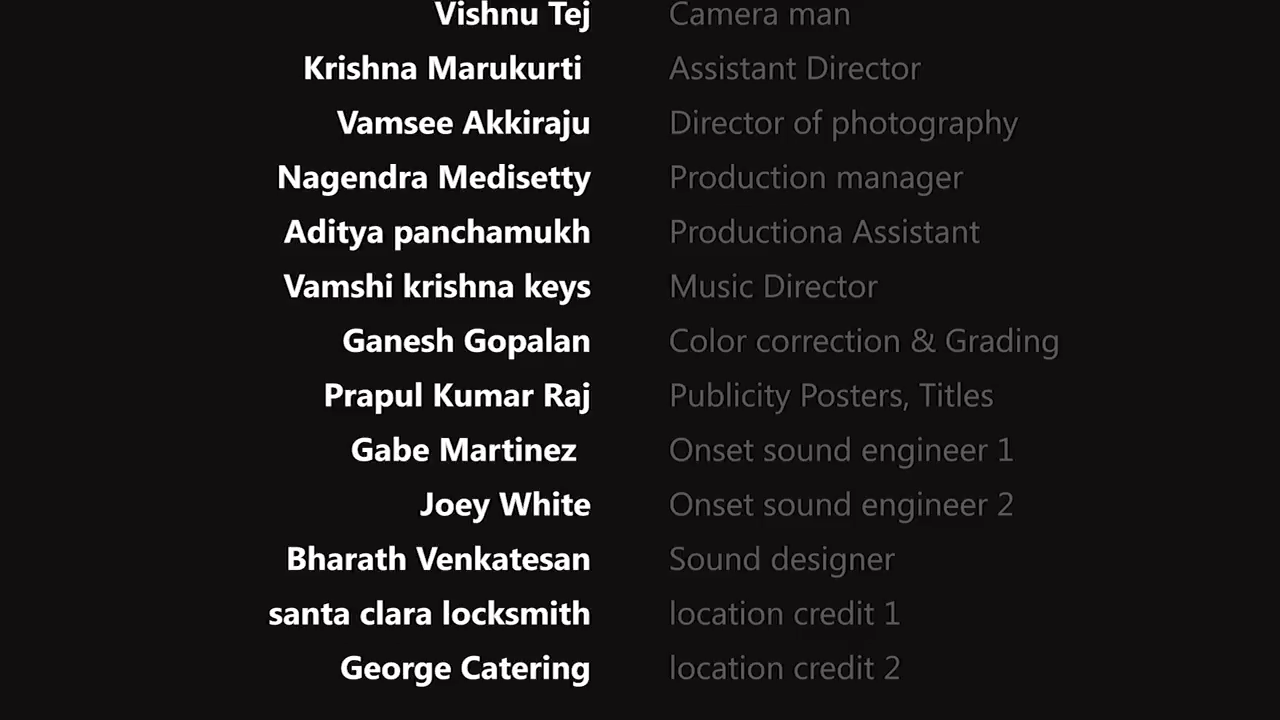 Vishnu Tej Camera man
Krishna Marukurti Assistant Director
Vamsee Akkiraju Director of photography
Nagendra Medisetty Production manager
Aditya panchamukh Productiona Assistant
Vamshi krishna keys Music Director
Ganesh Gopalan Color correction & Grading
Prapul Kumar Raj Publicity Posters, Titles
Gabe Martinez Onset sound engineer 1
Joey White Onset sound engineer 2
Bharath Venkatesan Sound designer
santa clara locksmith location credit 1
George Catering location credit 2